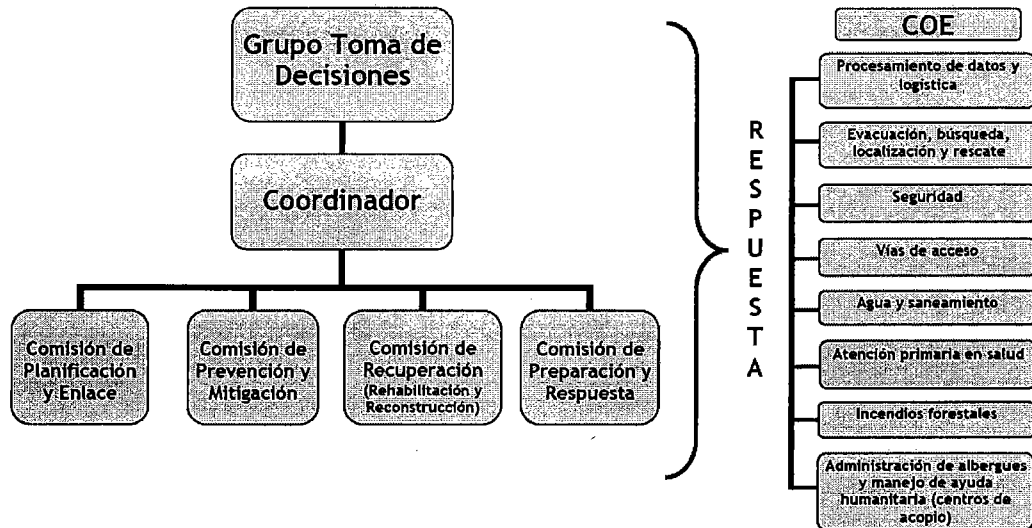 Grupo Toma de
Decisiones
Coordinador
Comisión de
Planificación
y Enlace
Comisión de
Prevención y
Mitigación
Comisión de
Recuperación
(Rehabilitación y
Reconstrucción)
Comisión de
Preparación y
Respuesta
RESPUESTA
COE
Procesamiento de datos y
logística
Evacuación, búsqueda,
localización y rescate
Seguridad
Vías de acceso
Agua y saneamiento
Atención primaria en salud
Incendios forestales
Administración de albergues
y manejo de ayuda
humanitaria (centros de
acopio)